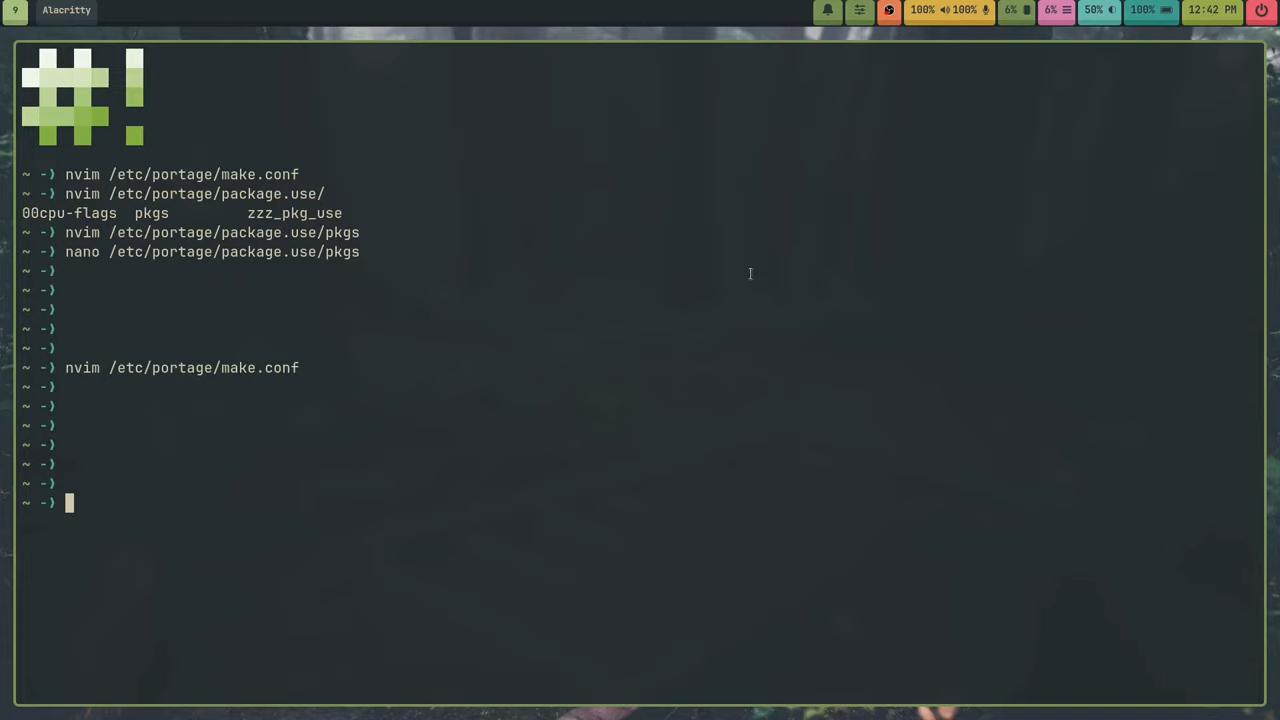 9 Alacritty 100% 100% 6% 6% 50% 100% 12:42 PM
#!
~ -) nvim /etc/portage/make.conf
~ -) nvim /etc/portage/package.use/
00cpu-flags pkgs zzz_pkg_use
~ -) nvim /etc/portage/package.use/pkgs
~ -) nano /etc/portage/package.use/pkgs
~ -)
~ -)
~ -)
~ -)
~ -)
~ -) nvim /etc/portage/make.conf
~ -)
~ -)
~ -)
~ -)
~ -)
~ -)
~ -)